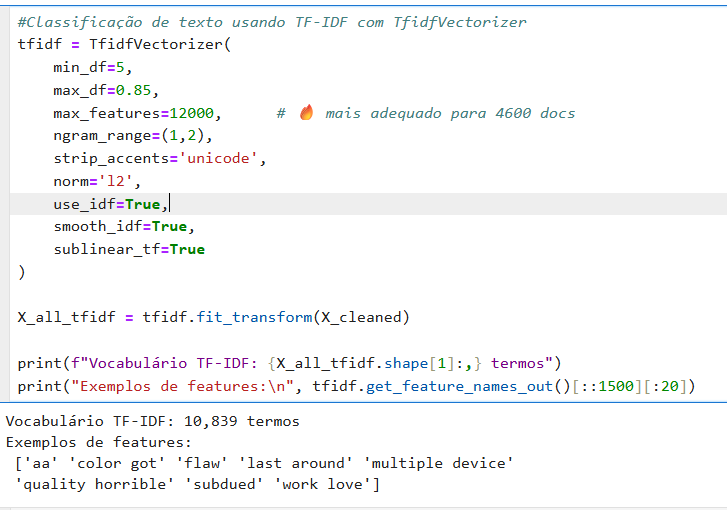 #Classificação de texto usando TF-IDF com TfidfVectorizer
tfidf = TfidfVectorizer(
    min_df=5,
    max_df=0.85,
    max_features=12000,      # 🔥 mais adequado para 4600 docs
    ngram_range=(1,2),
    strip_accents='unicode',
    norm='l2',
    use_idf=True,
    smooth_idf=True,
    sublinear_tf=True
)
X_all_tfidf = tfidf.fit_transform(X_cleaned)
print(f"Vocabulário TF-IDF: {X_all_tfidf.shape[1]:,} termos")
print("Exemplos de features:\n", tfidf.get_feature_names_out()[::1500][:20])
Vocabulário TF-IDF: 10,839 termos
Exemplos de features:
 ['aa' 'color got' 'flaw' 'last around' 'multiple device'
 'quality horrible' 'subdued' 'work love']